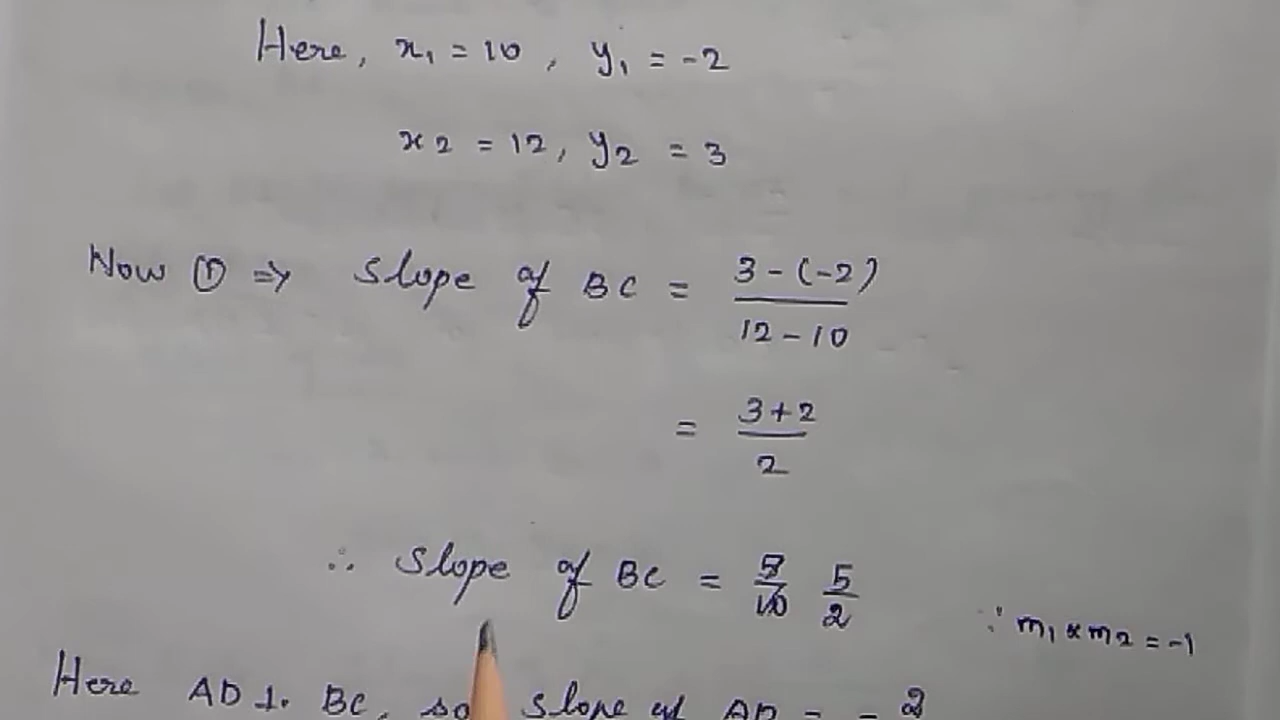 Here, x₁ = 10, y₁ = -2
x2 = 12, y₂ = 3
Now ① ⇒ Slope of BC = 3-(-2) / 12-10
= 3+2 / 2
∴ Slope of BC = 5/2
∵ m₁ × m₂ = -1
Here AD ⊥ BC, so slope of AD = - 2